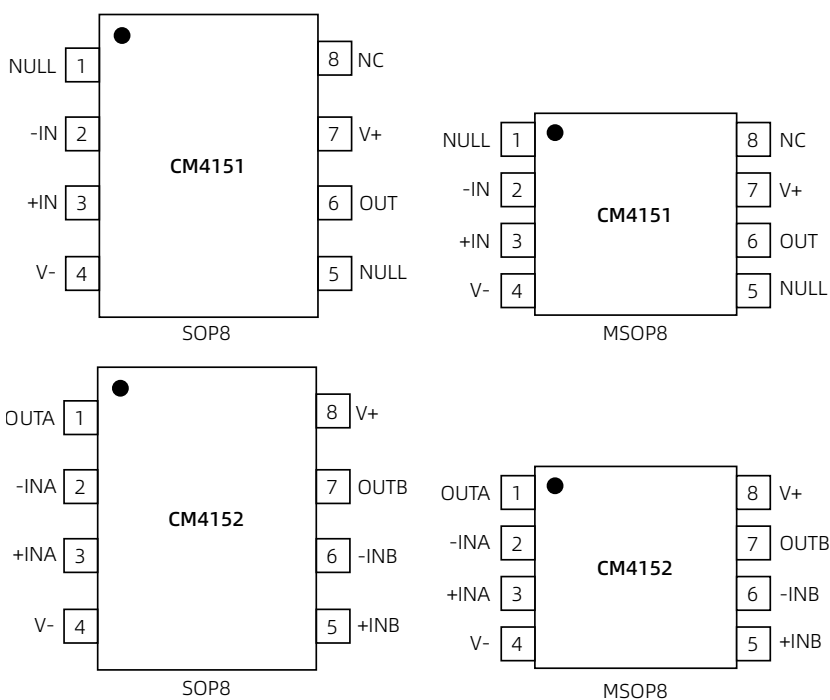 NULL 1 8 NC
-IN 2 7 V+
CM4151
+IN 3 6 OUT
V- 4 5 NULL
SOP8
NULL 1 8 NC
-IN 2 7 V+
CM4151
+IN 3 6 OUT
V- 4 5 NULL
MSOP8
OUTA 1 8 V+
-INA 2 7 OUTB
CM4152
+INA 3 6 -INB
V- 4 5 +INB
SOP8
OUTA 1 8 V+
-INA 2 7 OUTB
CM4152
+INA 3 6 -INB
V- 4 5 +INB
MSOP8